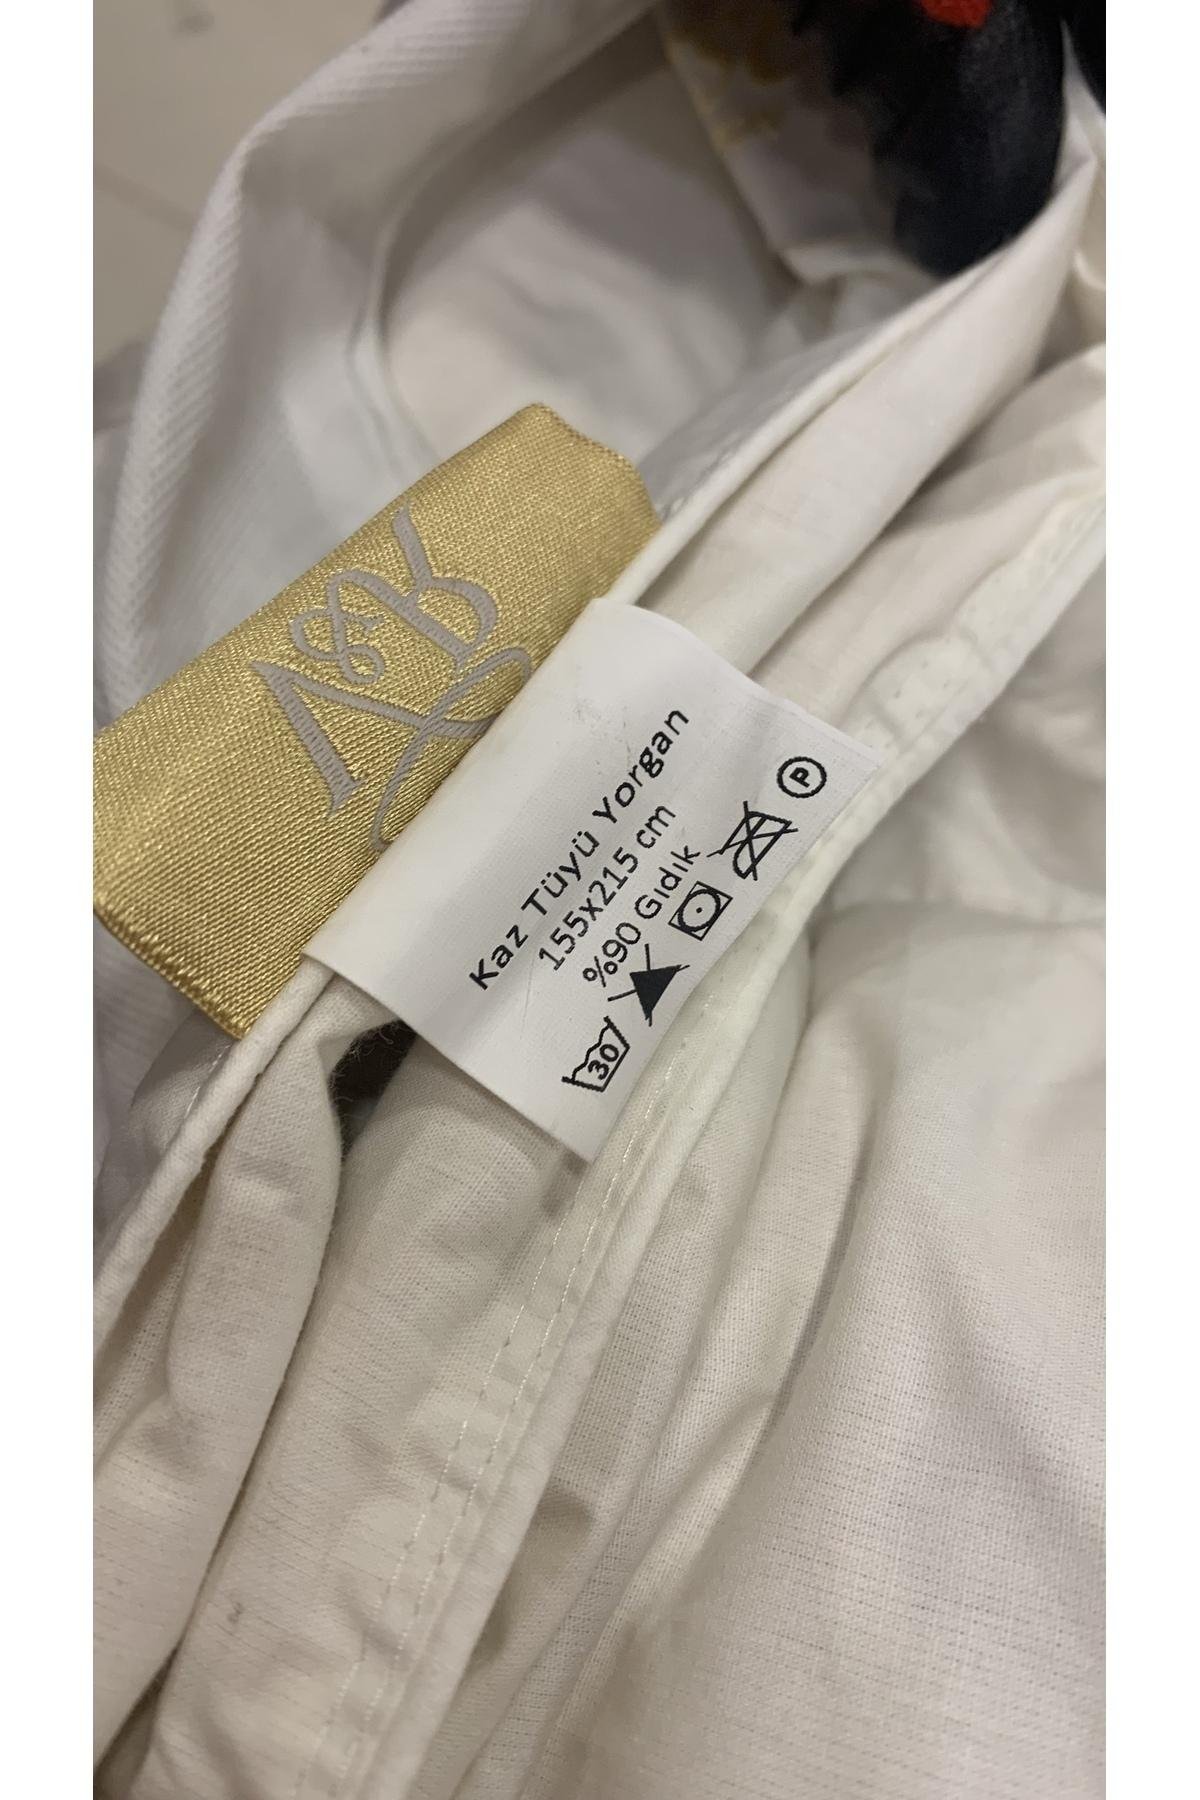 A&B
Kaz Tüyü Yorgan
155x215 cm
%90 Gıdık
30
P